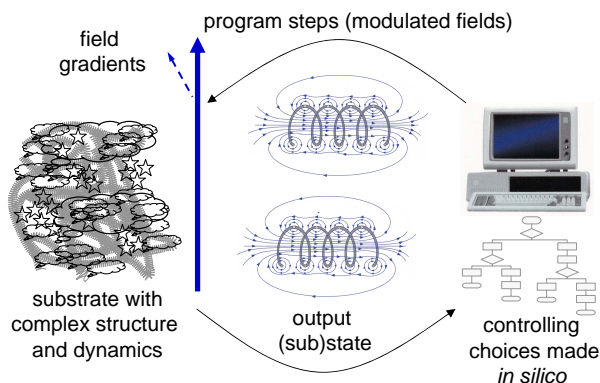 program steps (modulated fields)
field
gradients
substrate with
complex structure
and dynamics
output
(sub)state
controlling
choices made
in silico